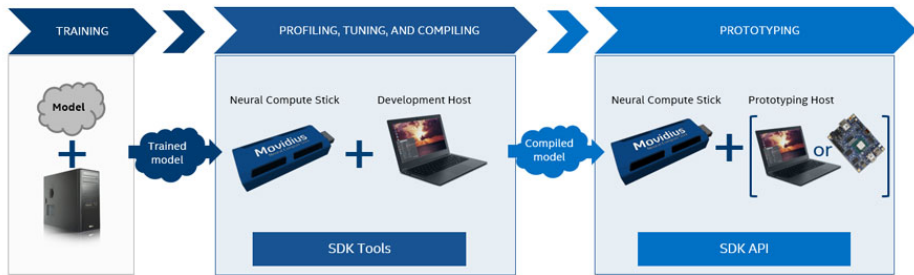 TRAINING
PROFILING, TUNING, AND COMPILING
PROTOTYPING
Model
+
Trained
model
Neural Compute Stick
Development Host
Movidius
+
SDK Tools
Compiled
model
Neural Compute Stick
Prototyping Host
Movidius
+
[ or ]
SDK API